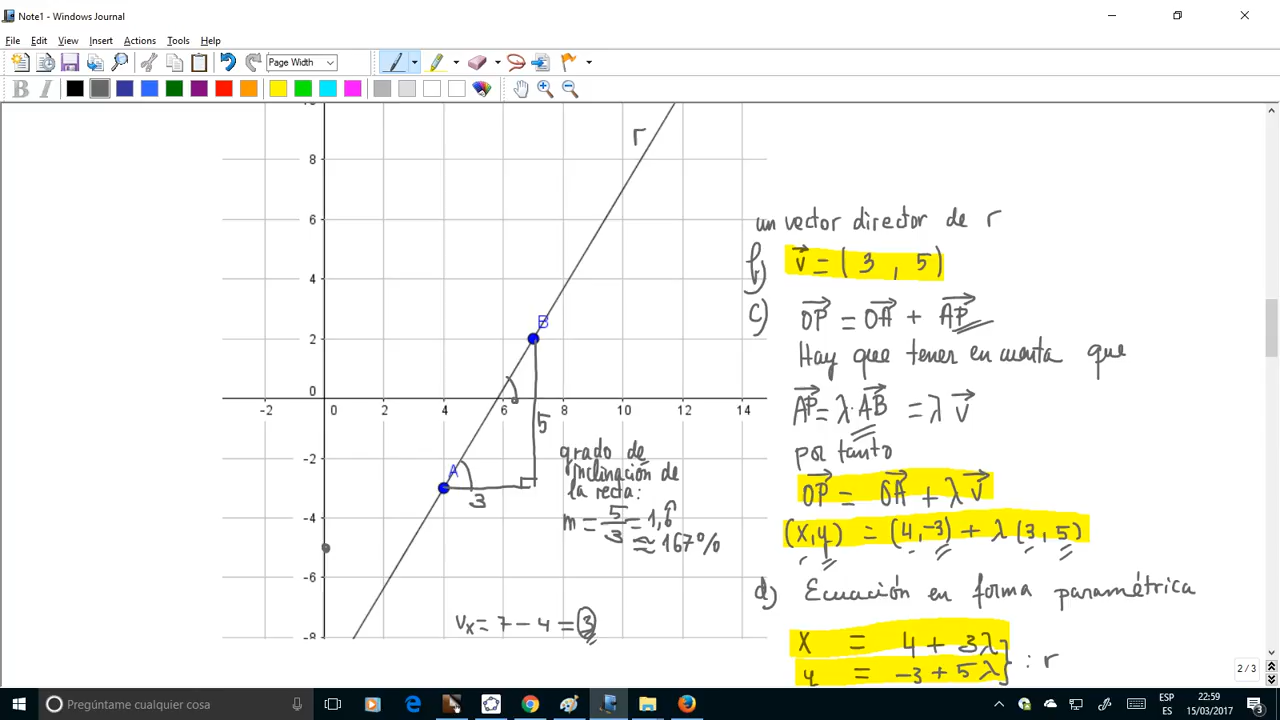 Note1 - Windows Journal
File Edit View Insert Actions Tools Help
Page Width
B I
10
8
6
4
2
0
-2
-4
-6
-8
-2 0 2 4 6 8 10 12 14
r
B
A
5
3
grado de
inclinación de
la recta:
m = 5/3 = 1,6̂
≈ 167%
Vx = 7 - 4 = 3
un vector director de r
b) v⃗ = (3, 5)
c) OP⃗ = OA⃗ + AP⃗
Hay que tener en cuenta que
AP⃗ = λ·AB⃗ = λ v⃗
por tanto
OP⃗ = OA⃗ + λ v⃗
(x,y) = (4,-3) + λ (3,5)
d) Ecuación en forma paramétrica
x = 4 + 3λ
y = -3 + 5λ } : r
2/3
Pregúntame cualquier cosa
ESP
ES
22:59
15/03/2017